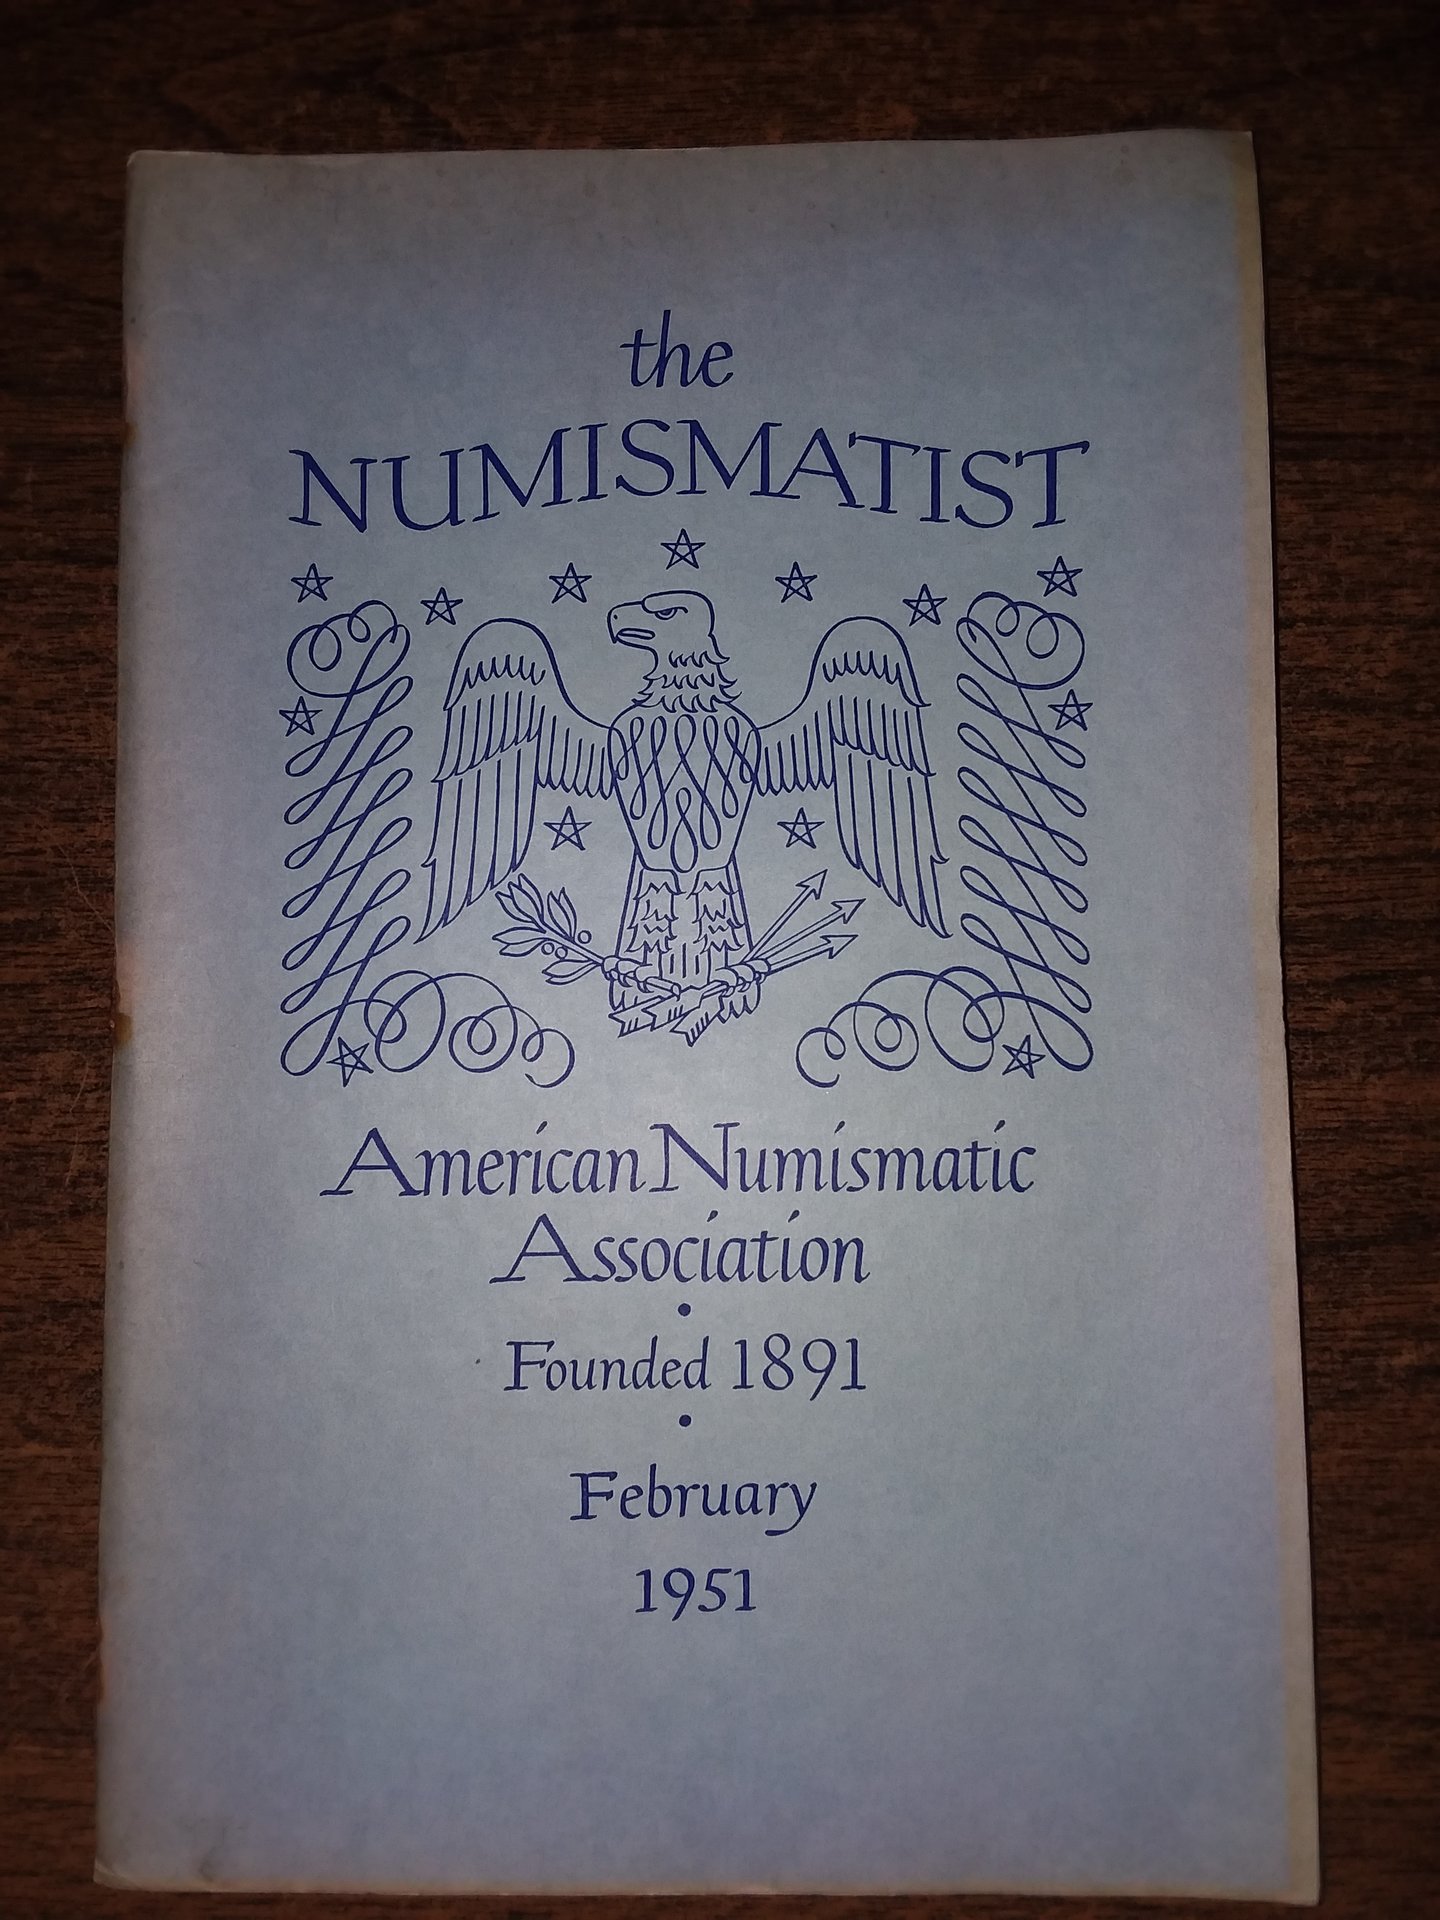 the
NUMISMATIST
American Numismatic
Association
•
Founded 1891
•
February
1951